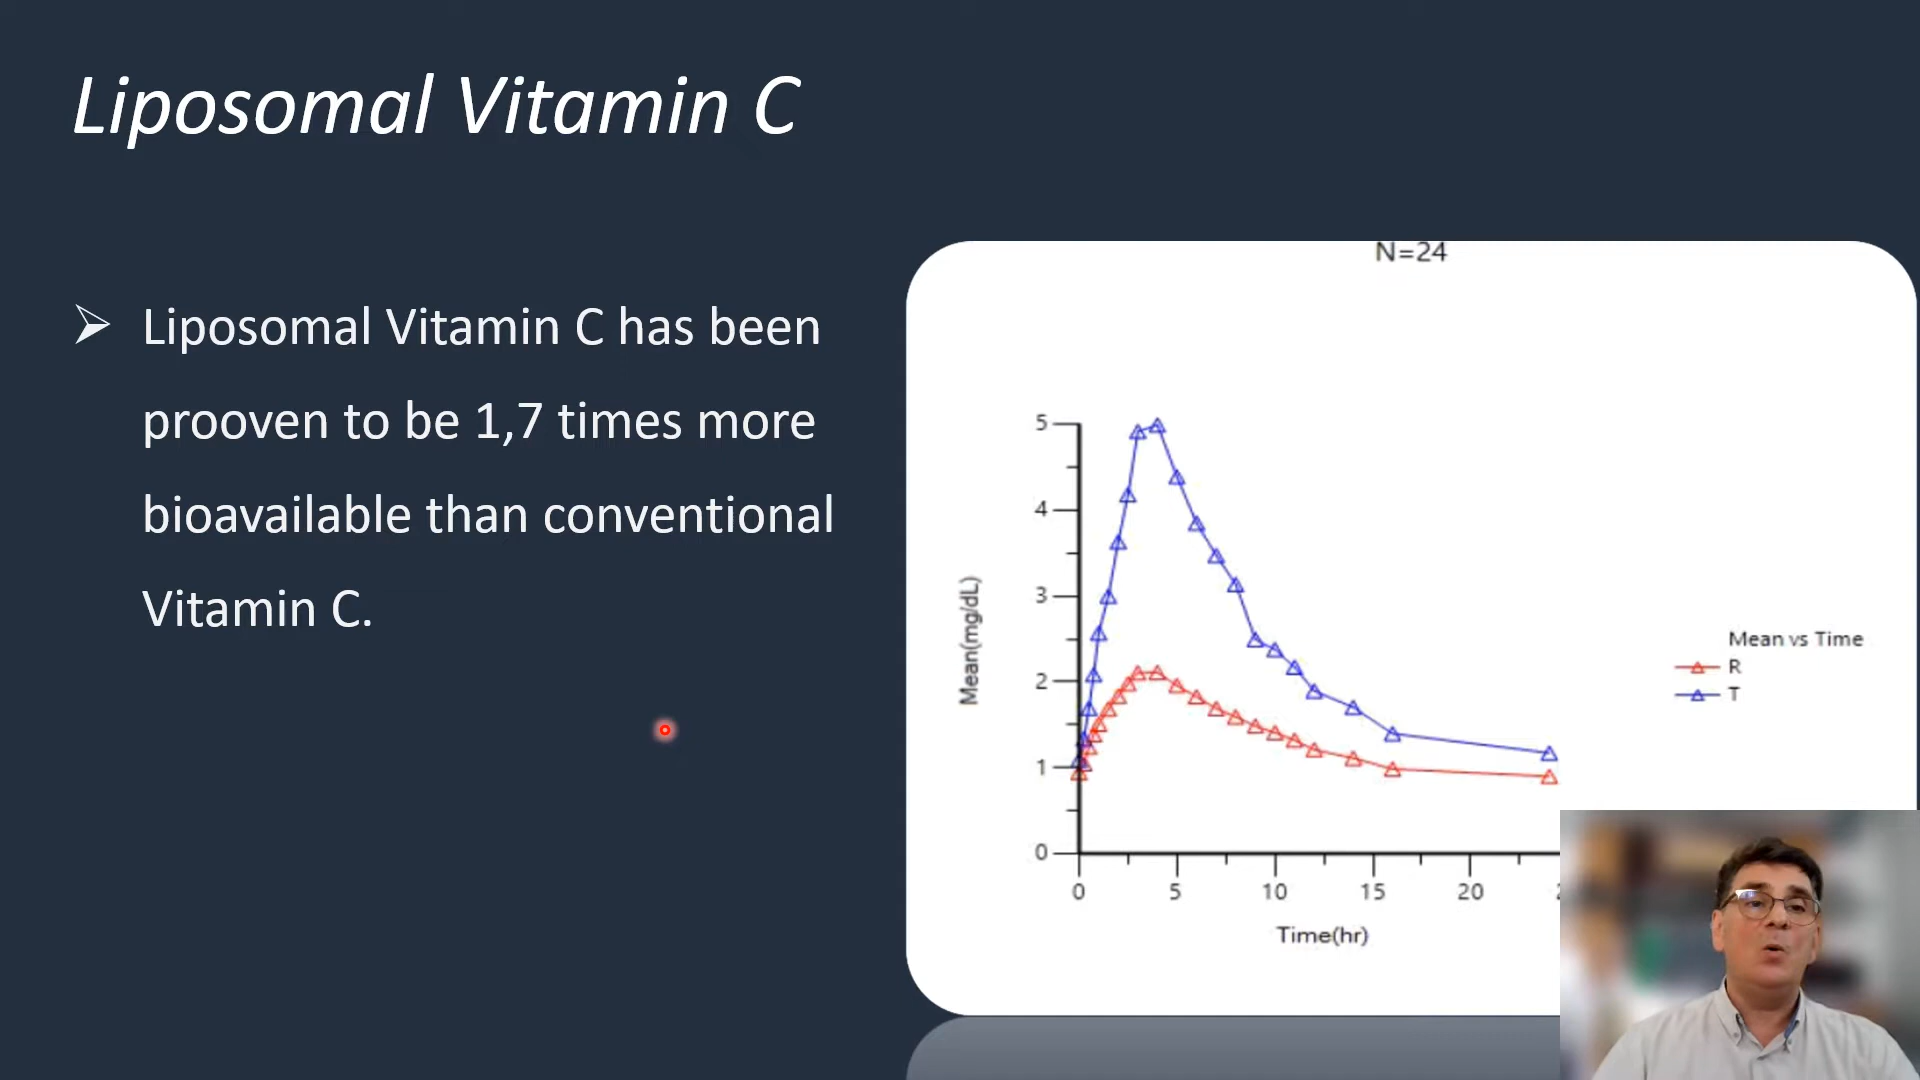 Liposomal Vitamin C
Liposomal Vitamin C has been
prooven to be 1,7 times more
bioavailable than conventional
Vitamin C.
N=24
5
4
3
2
1
0
Mean(mg/dL)
0 5 10 15 20
Time(hr)
Mean vs Time
R
T